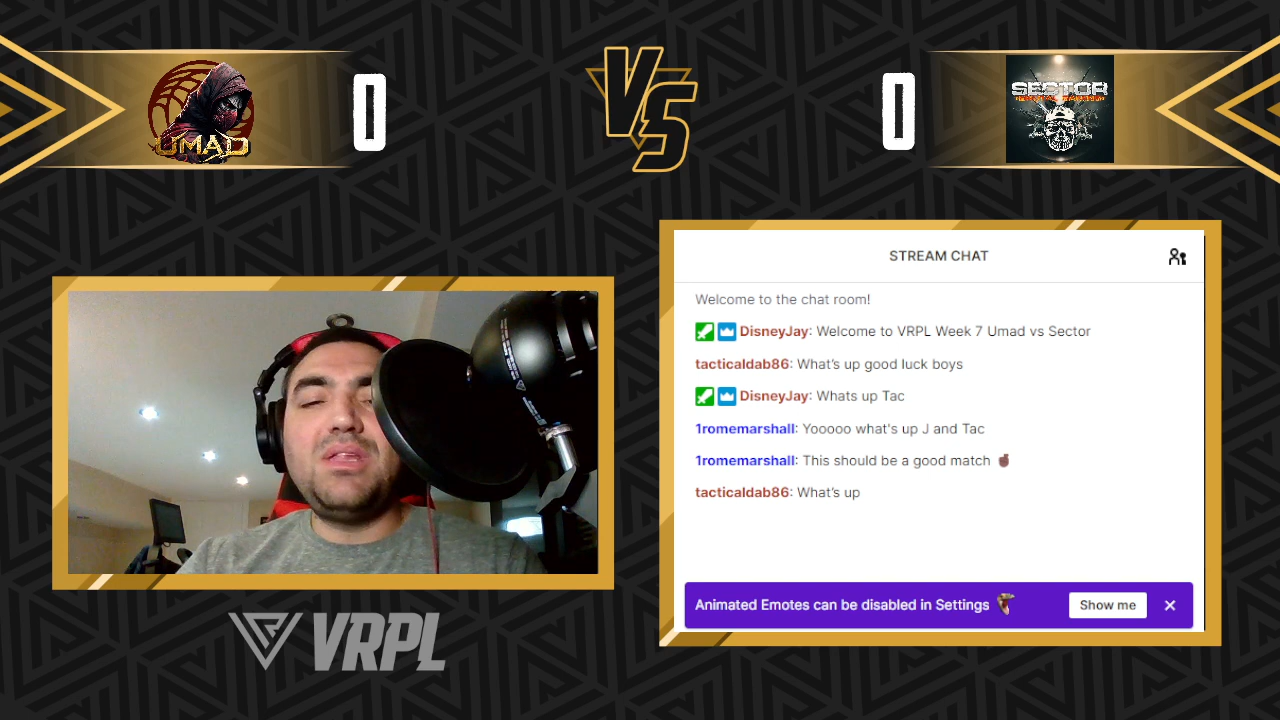 UMAD
0
VS
0
SECTOR
STREAM CHAT
Welcome to the chat room!
DisneyJay: Welcome to VRPL Week 7 Umad vs Sector
tacticaldab86: What's up good luck boys
DisneyJay: Whats up Tac
1romemarshall: Yooooo what's up J and Tac
1romemarshall: This should be a good match
tacticaldab86: What's up
Animated Emotes can be disabled in Settings
Show me
VRPL